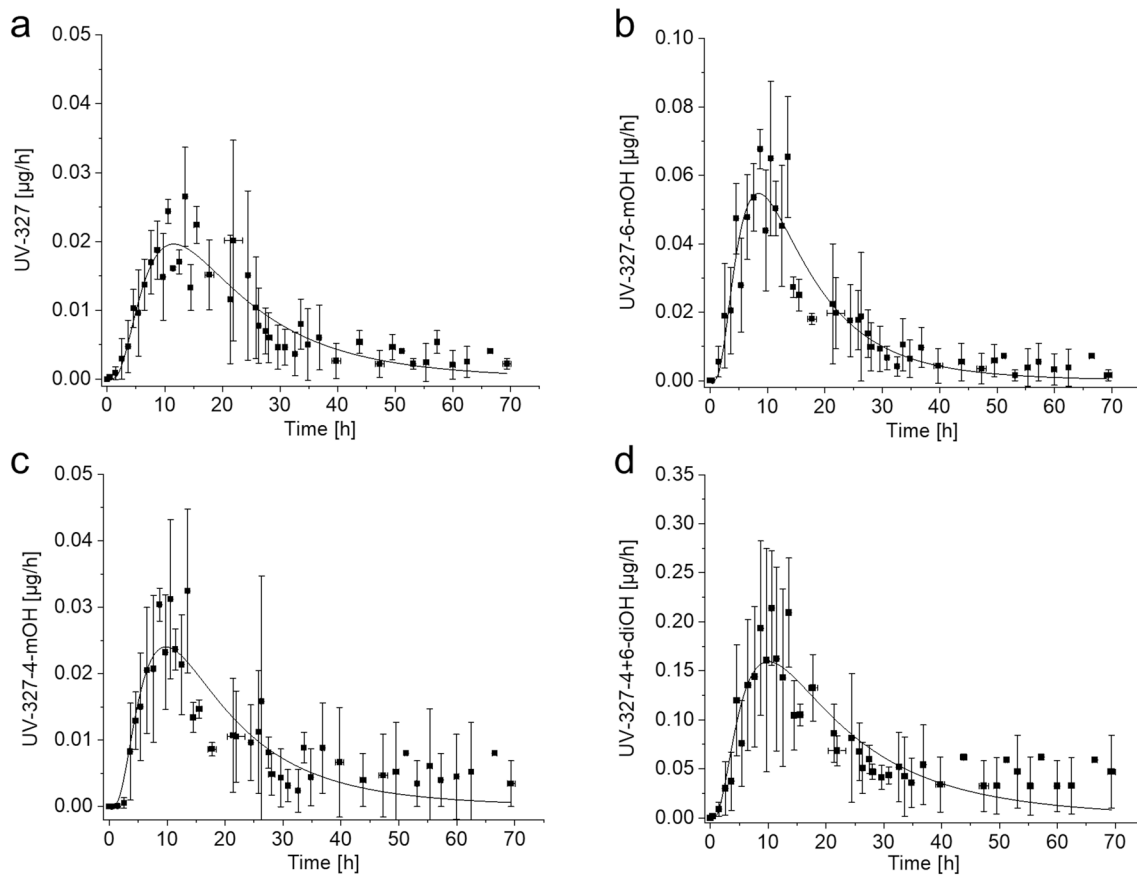 a
0.05
0.04
0.03
0.02
0.01
0.00
UV-327 [µg/h]
0 10 20 30 40 50 60 70
Time [h]
b
0.10
0.08
0.06
0.04
0.02
0.00
UV-327-6-mOH [µg/h]
0 10 20 30 40 50 60 70
Time [h]
c
0.05
0.04
0.03
0.02
0.01
0.00
UV-327-4-mOH [µg/h]
0 10 20 30 40 50 60 70
Time [h]
d
0.35
0.30
0.25
0.20
0.15
0.10
0.05
0.00
UV-327-4+6-diOH [µg/h]
0 10 20 30 40 50 60 70
Time [h]